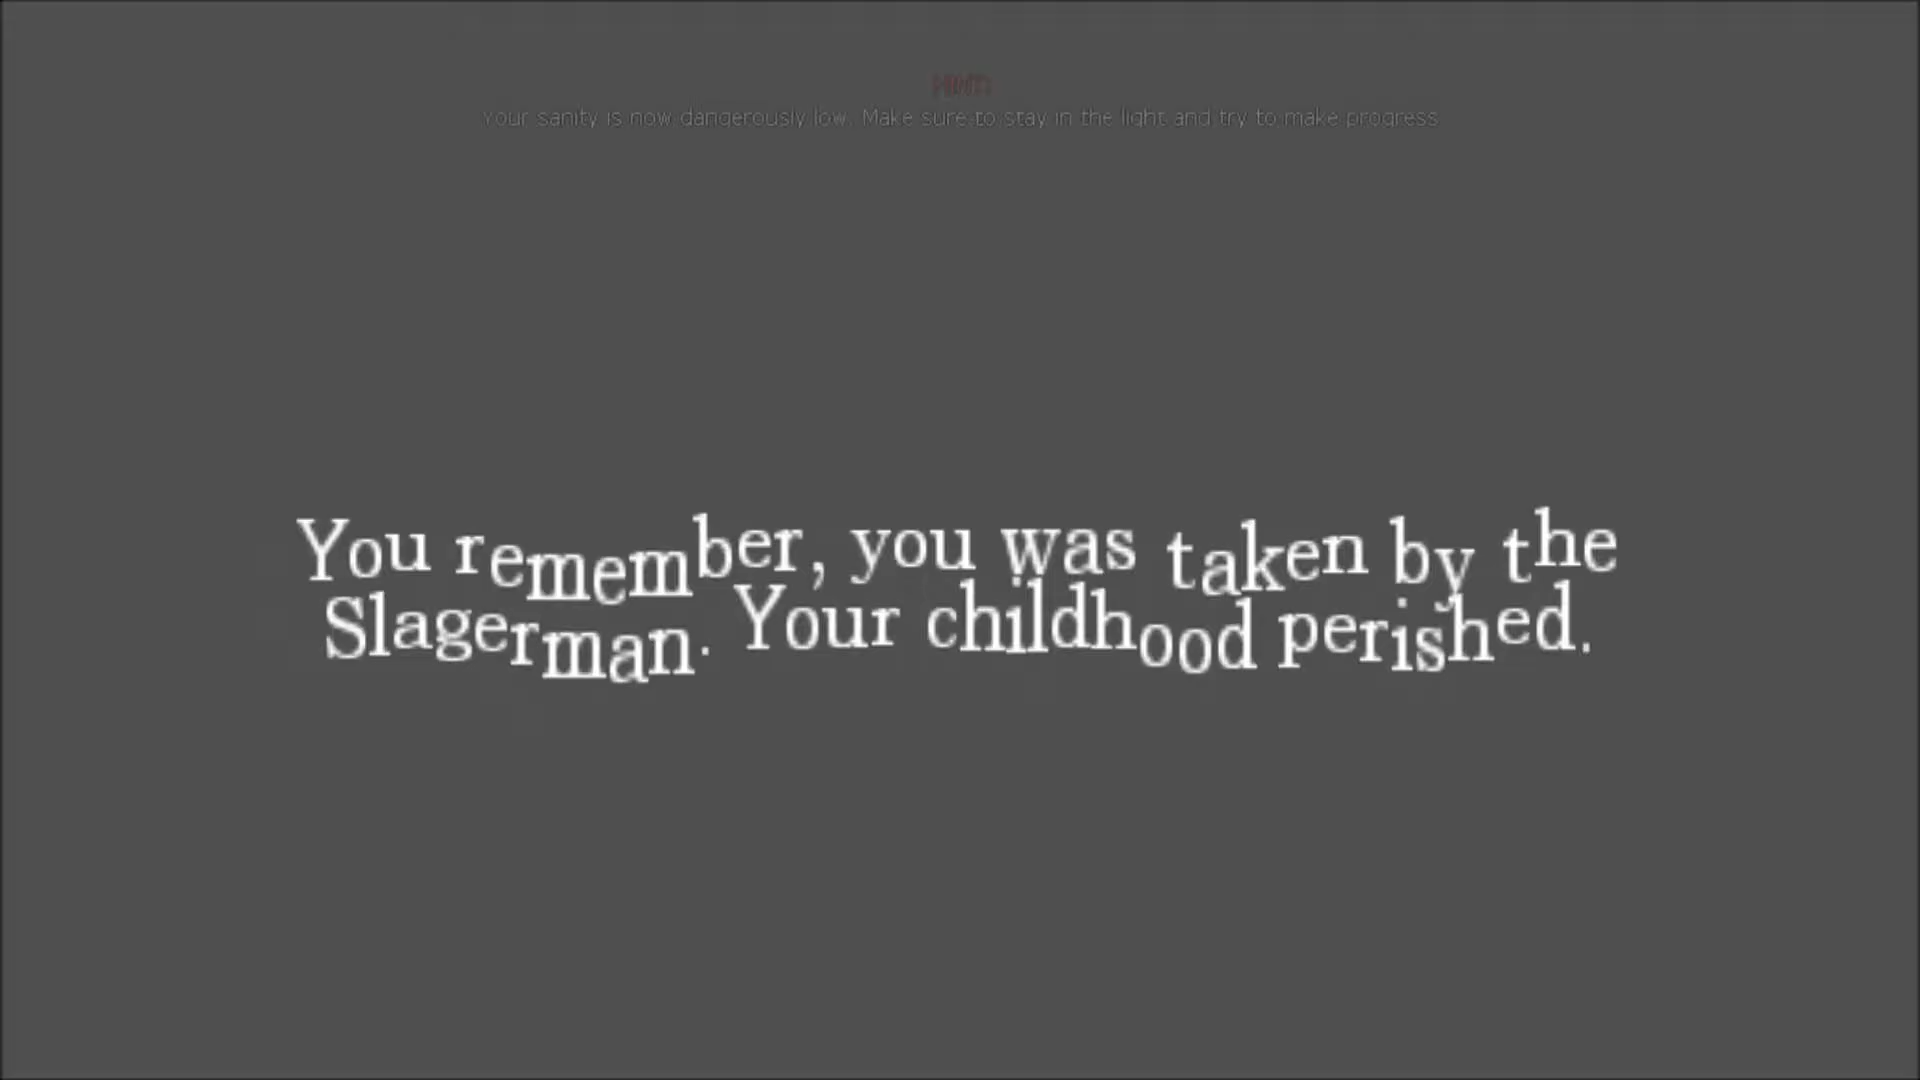 Your sanity is now dangerously low. Make sure to stay in the light and try to make progress
You remember, you was taken by the
Slagerman. Your childhood perished.